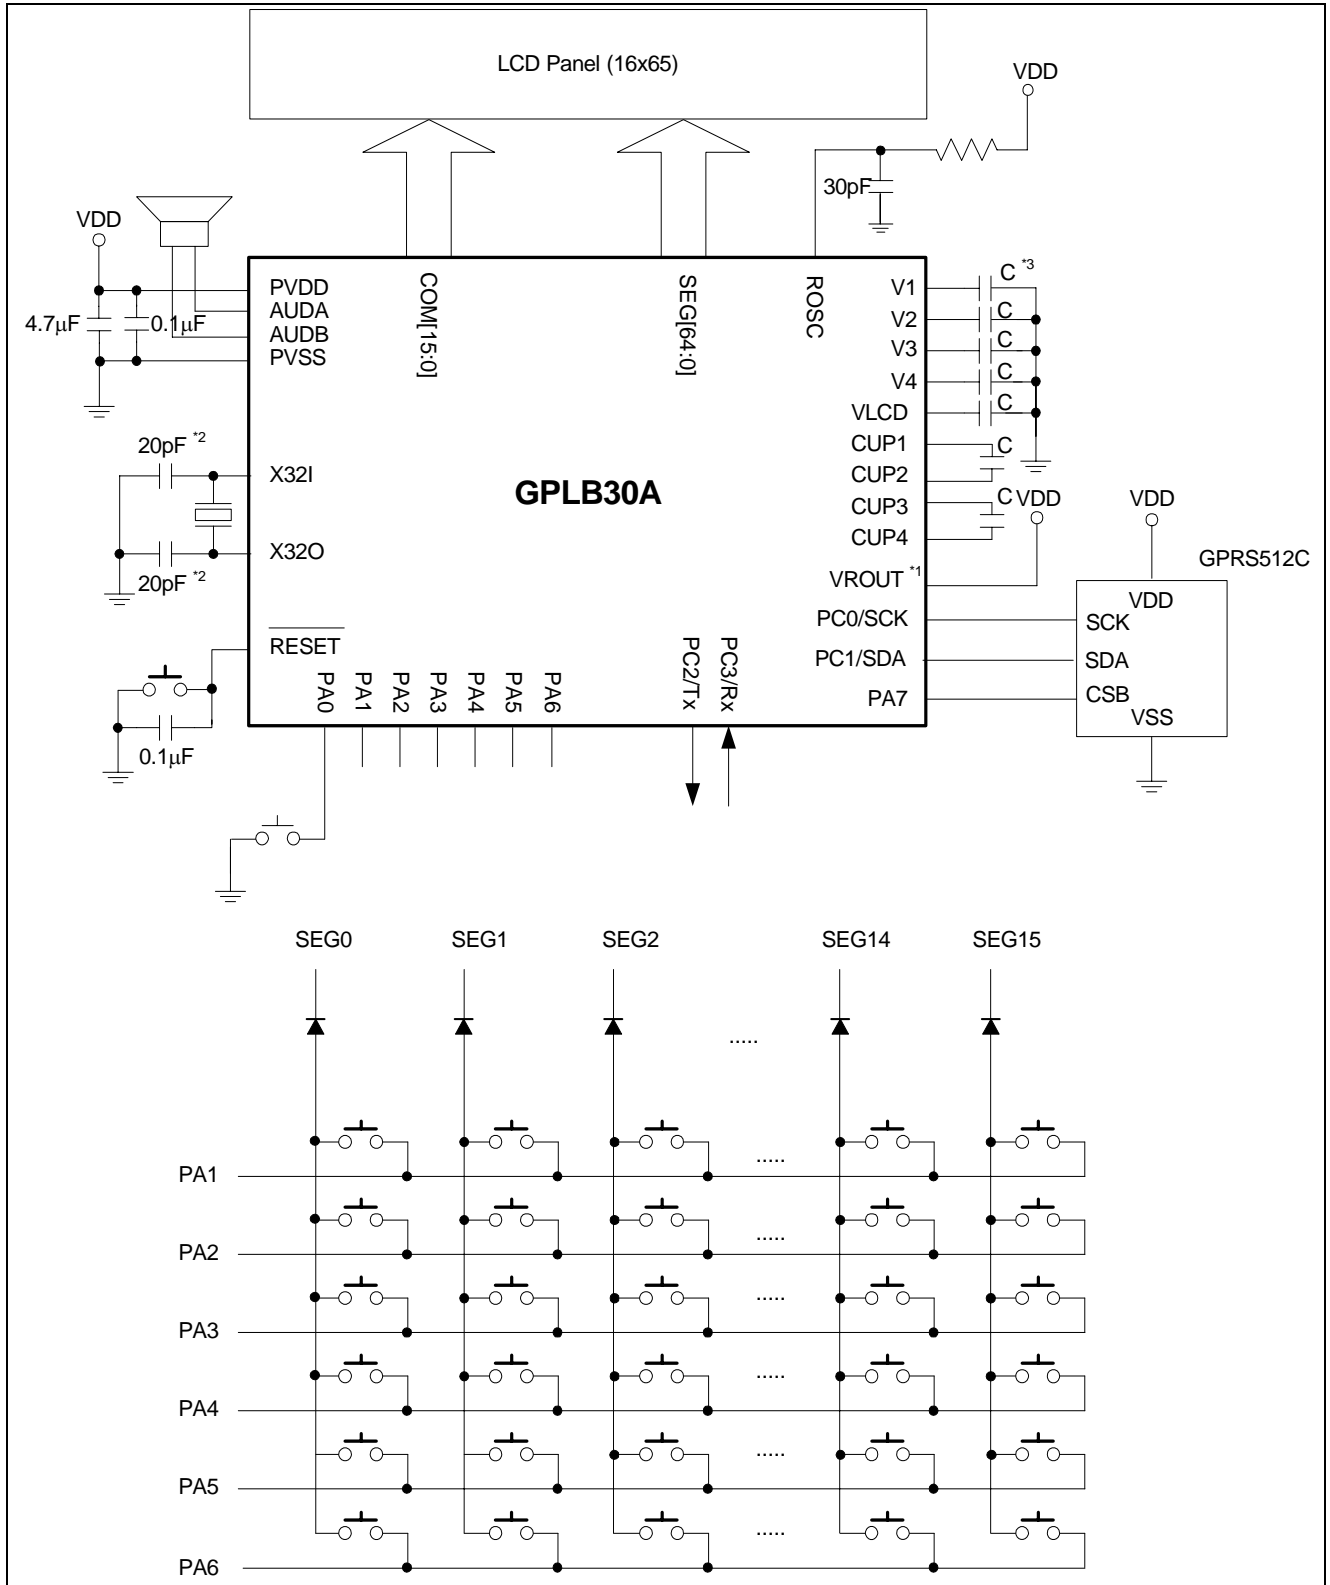 LCD Panel (16x65)
VDD
30pF
VDD
4.7μF
0.1μF
PVDD
AUDA
AUDB
PVSS
COM[15:0]
SEG[64:0]
ROSC
V1
V2
V3
V4
VLCD
CUP1
CUP2
CUP3
CUP4
VROUT *1
PC0/SCK
PC1/SDA
PA7
C *3
C
C
C
C
C
C
VDD
VDD
GPRS512C
VDD
SCK
SDA
CSB
VSS
GPLB30A
20pF *2
X32I
X32O
20pF *2
RESET
0.1μF
PA0
PA1
PA2
PA3
PA4
PA5
PA6
PC2/Tx
PC3/Rx
SEG0
SEG1
SEG2
SEG14
SEG15
.....
PA1
.....
PA2
.....
PA3
.....
PA4
.....
PA5
.....
PA6
.....